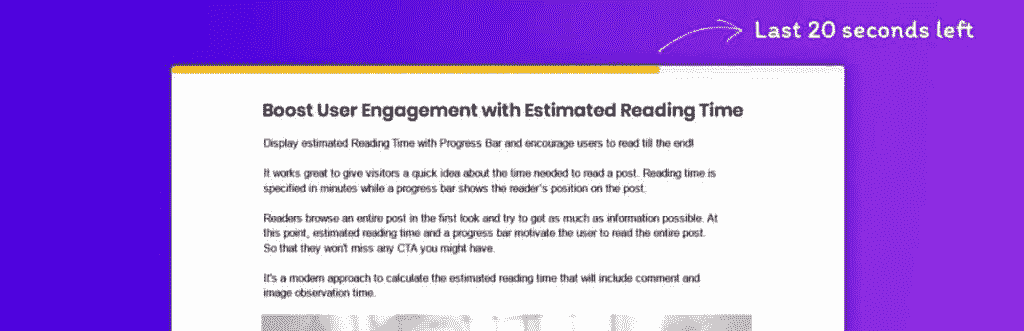 Last 20 seconds left
Boost User Engagement with Estimated Reading Time
Display estimated Reading Time with Progress Bar and encourage users to read till the end!
It works great to give visitors a quick idea about the time needed to read a post. Reading time is
specified in minutes while a progress bar shows the reader's position on the post.
Readers browse an entire post in the first look and try to get as much as information possible. At
this point, estimated reading time and a progress bar motivate the user to read the entire post.
So that they won't miss any CTA you might have.
It's a modern approach to calculate the estimated reading time that will include comment and
image observation time.